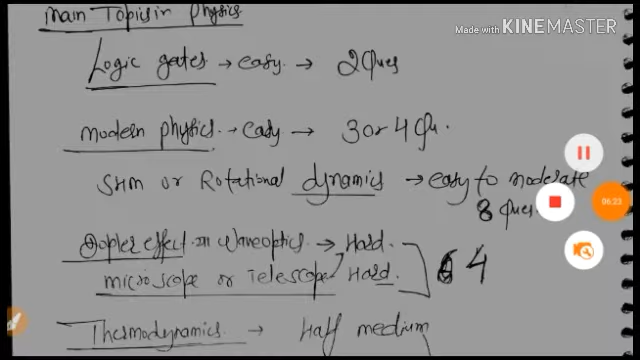 Main Topics in Physics
Made with KINEMASTER
Logic gates → easy → 2 Ques
modern physics → easy → 3 or 4 Qu.
SHM or Rotational dynamics → easy to moderate
8 Ques
06:23
Dopler effect in waveoptics → Hard.
microscope or Telescope Hard. 4
Thermodynamics → Half medium